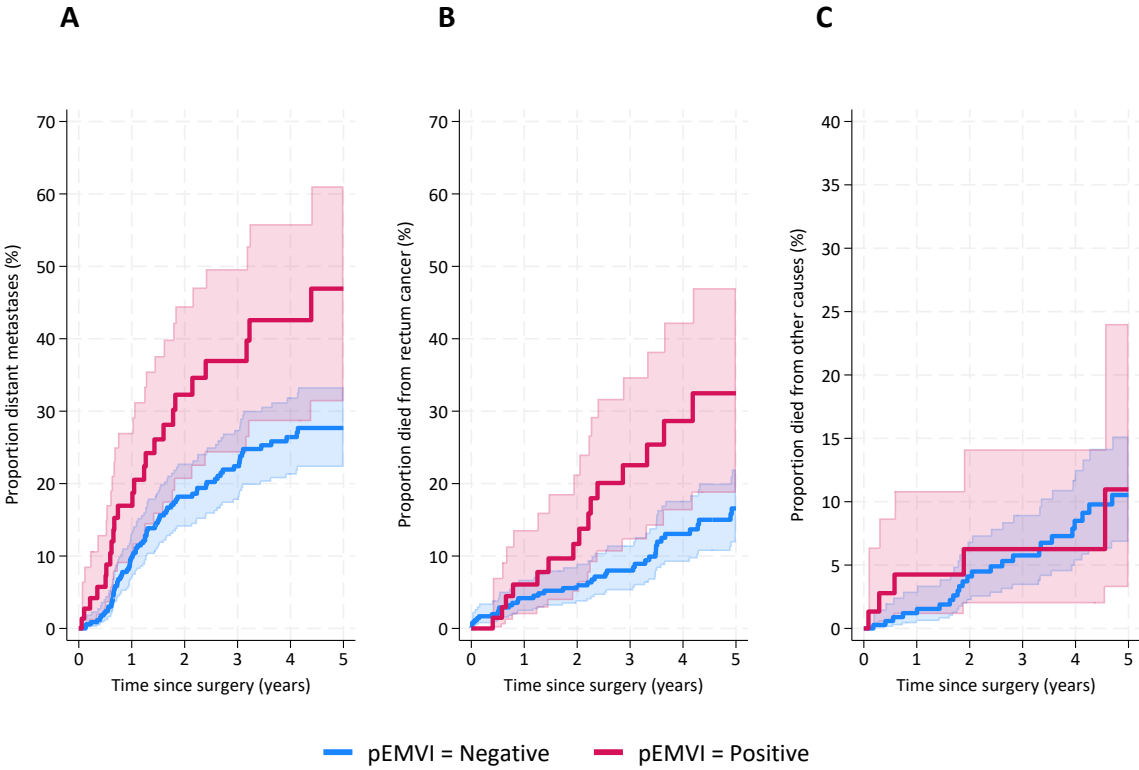 A
B
C
Proportion distant metastases (%)
70
60
50
40
30
20
10
0
0 1 2 3 4 5
Time since surgery (years)
Proportion died from rectum cancer (%)
70
60
50
40
30
20
10
0
0 1 2 3 4 5
Time since surgery (years)
Proportion died from other causes (%)
40
35
30
25
20
15
10
5
0
0 1 2 3 4 5
Time since surgery (years)
pEMVI = Negative
pEMVI = Positive